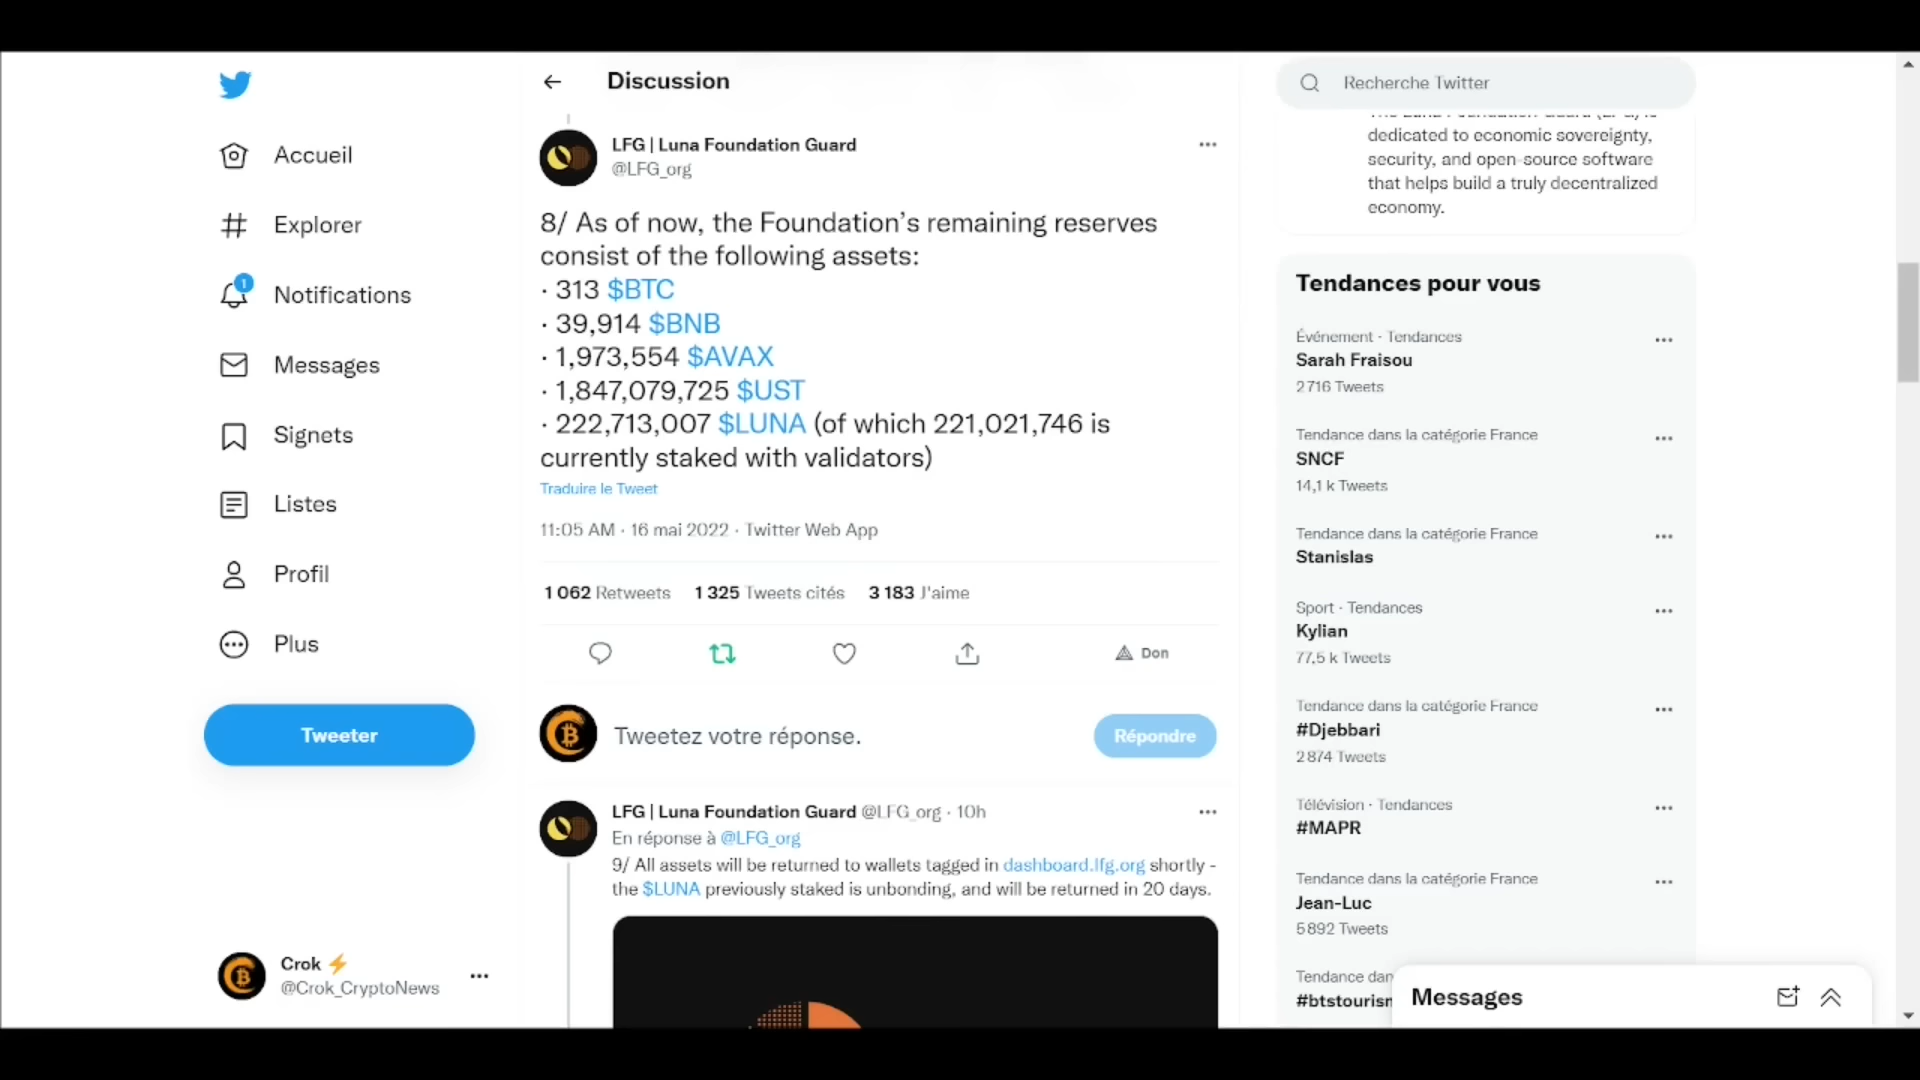 Accueil
Explorer
1
Notifications
Messages
Signets
Listes
Profil
Plus
Tweeter
Crok ⚡
@Crok_CryptoNews
Discussion
LFG | Luna Foundation Guard
@LFG_org
8/ As of now, the Foundation’s remaining reserves
consist of the following assets:
· 313 $BTC
· 39,914 $BNB
· 1,973,554 $AVAX
· 1,847,079,725 $UST
· 222,713,007 $LUNA (of which 221,021,746 is
currently staked with validators)
Traduire le Tweet
11:05 AM · 16 mai 2022 · Twitter Web App
1 062 Retweets 1 325 Tweets cités 3 183 J'aime
Don
Tweetez votre réponse.
Répondre
LFG | Luna Foundation Guard @LFG_org · 10h
En réponse à @LFG_org
9/ All assets will be returned to wallets tagged in dashboard.lfg.org shortly -
the $LUNA previously staked is unbonding, and will be returned in 20 days.
Recherche Twitter
dedicated to economic sovereignty,
security, and open-source software
that helps build a truly decentralized
economy.
Tendances pour vous
Événement · Tendances
Sarah Fraisou
2 716 Tweets
Tendance dans la catégorie France
SNCF
14,1 k Tweets
Tendance dans la catégorie France
Stanislas
Sport · Tendances
Kylian
77,5 k Tweets
Tendance dans la catégorie France
#Djebbari
2 874 Tweets
Télévision · Tendances
#MAPR
Tendance dans la catégorie France
Jean-Luc
5 892 Tweets
Tendance dan
#btstourism
Messages